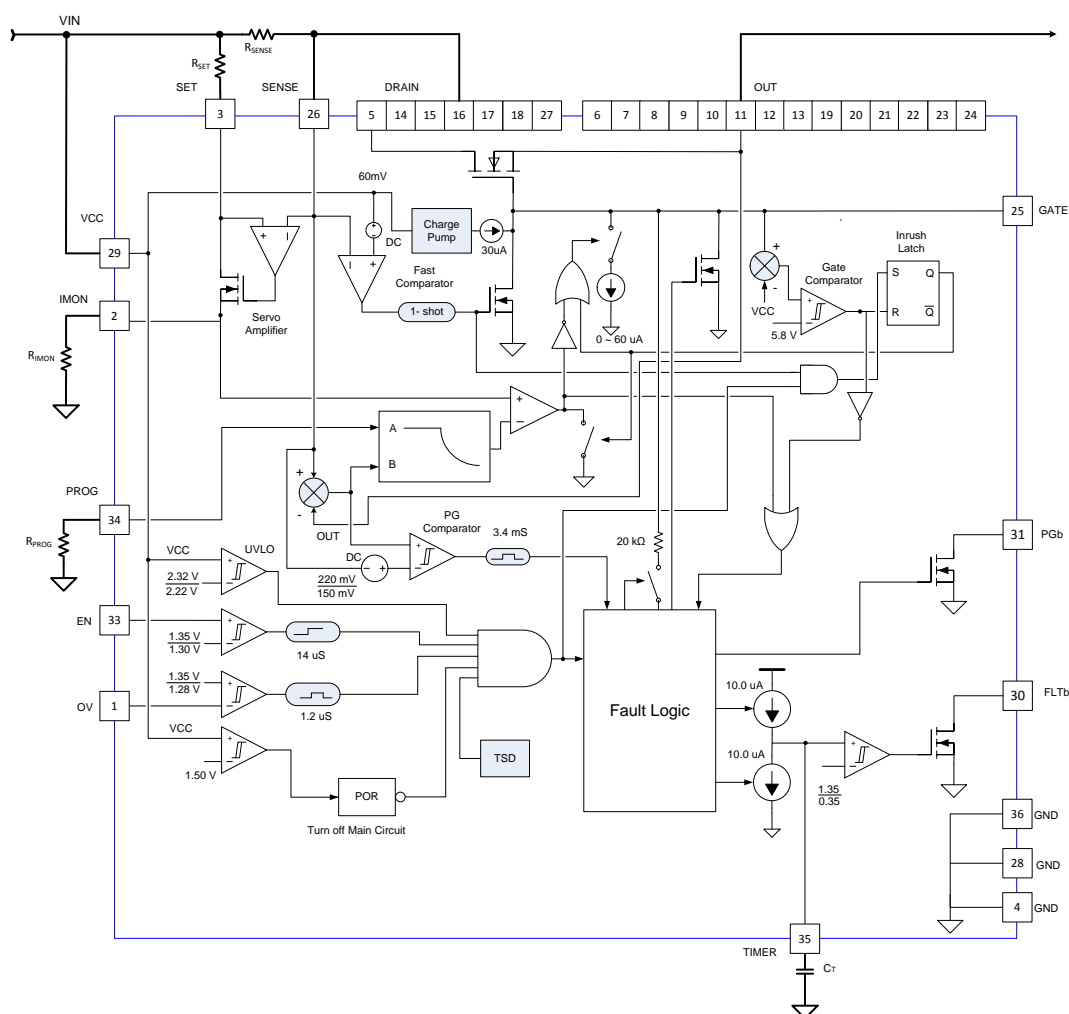 VIN
RSENSE
RSET
SET
SENSE
DRAIN
OUT
3
26
5 14 15 16 17 18 27
6 7 8 9 10 11 12 13 19 20 21 22 23 24
60mV
DC
Charge
Pump
30uA
25
GATE
VCC
29
Inrush
Latch
S Q
R Q
Gate
Comparator
VCC
5.8 V
Fast
Comparator
1- shot
Servo
Amplifier
IMON
2
RIMON
0 ~ 60 uA
+
−
A
B
PROG
34
RPROG
+
-
OUT
PG
Comparator
3.4 mS
DC
220 mV
150 mV
20 kΩ
31
PGb
VCC
UVLO
2.32 V
2.22 V
EN
33
1.35 V
1.30 V
14 uS
1.35 V
1.28 V
OV
1
1.2 uS
VCC
1.50 V
POR
Turn off Main Circuit
TSD
Fault Logic
10.0 uA
10.0 uA
1.35
0.35
30
FLTb
36
GND
28
GND
4
GND
TIMER
35
CT